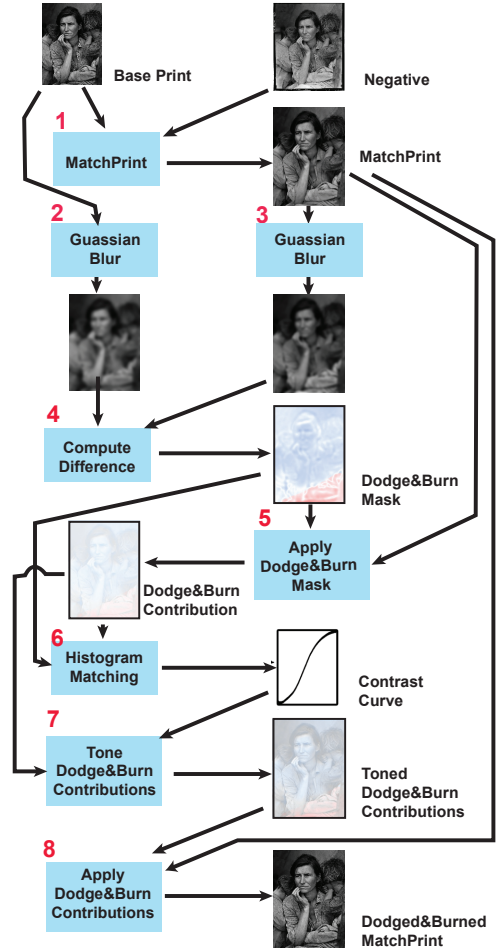 Base Print
Negative
1
MatchPrint
MatchPrint
2
Guassian
Blur
3
Guassian
Blur
4
Compute
Difference
Dodge&Burn
Mask
5
Apply
Dodge&Burn
Mask
Dodge&Burn
Contribution
6
Histogram
Matching
Contrast
Curve
7
Tone
Dodge&Burn
Contributions
Toned
Dodge&Burn
Contributions
8
Apply
Dodge&Burn
Contributions
Dodged&Burned
MatchPrint